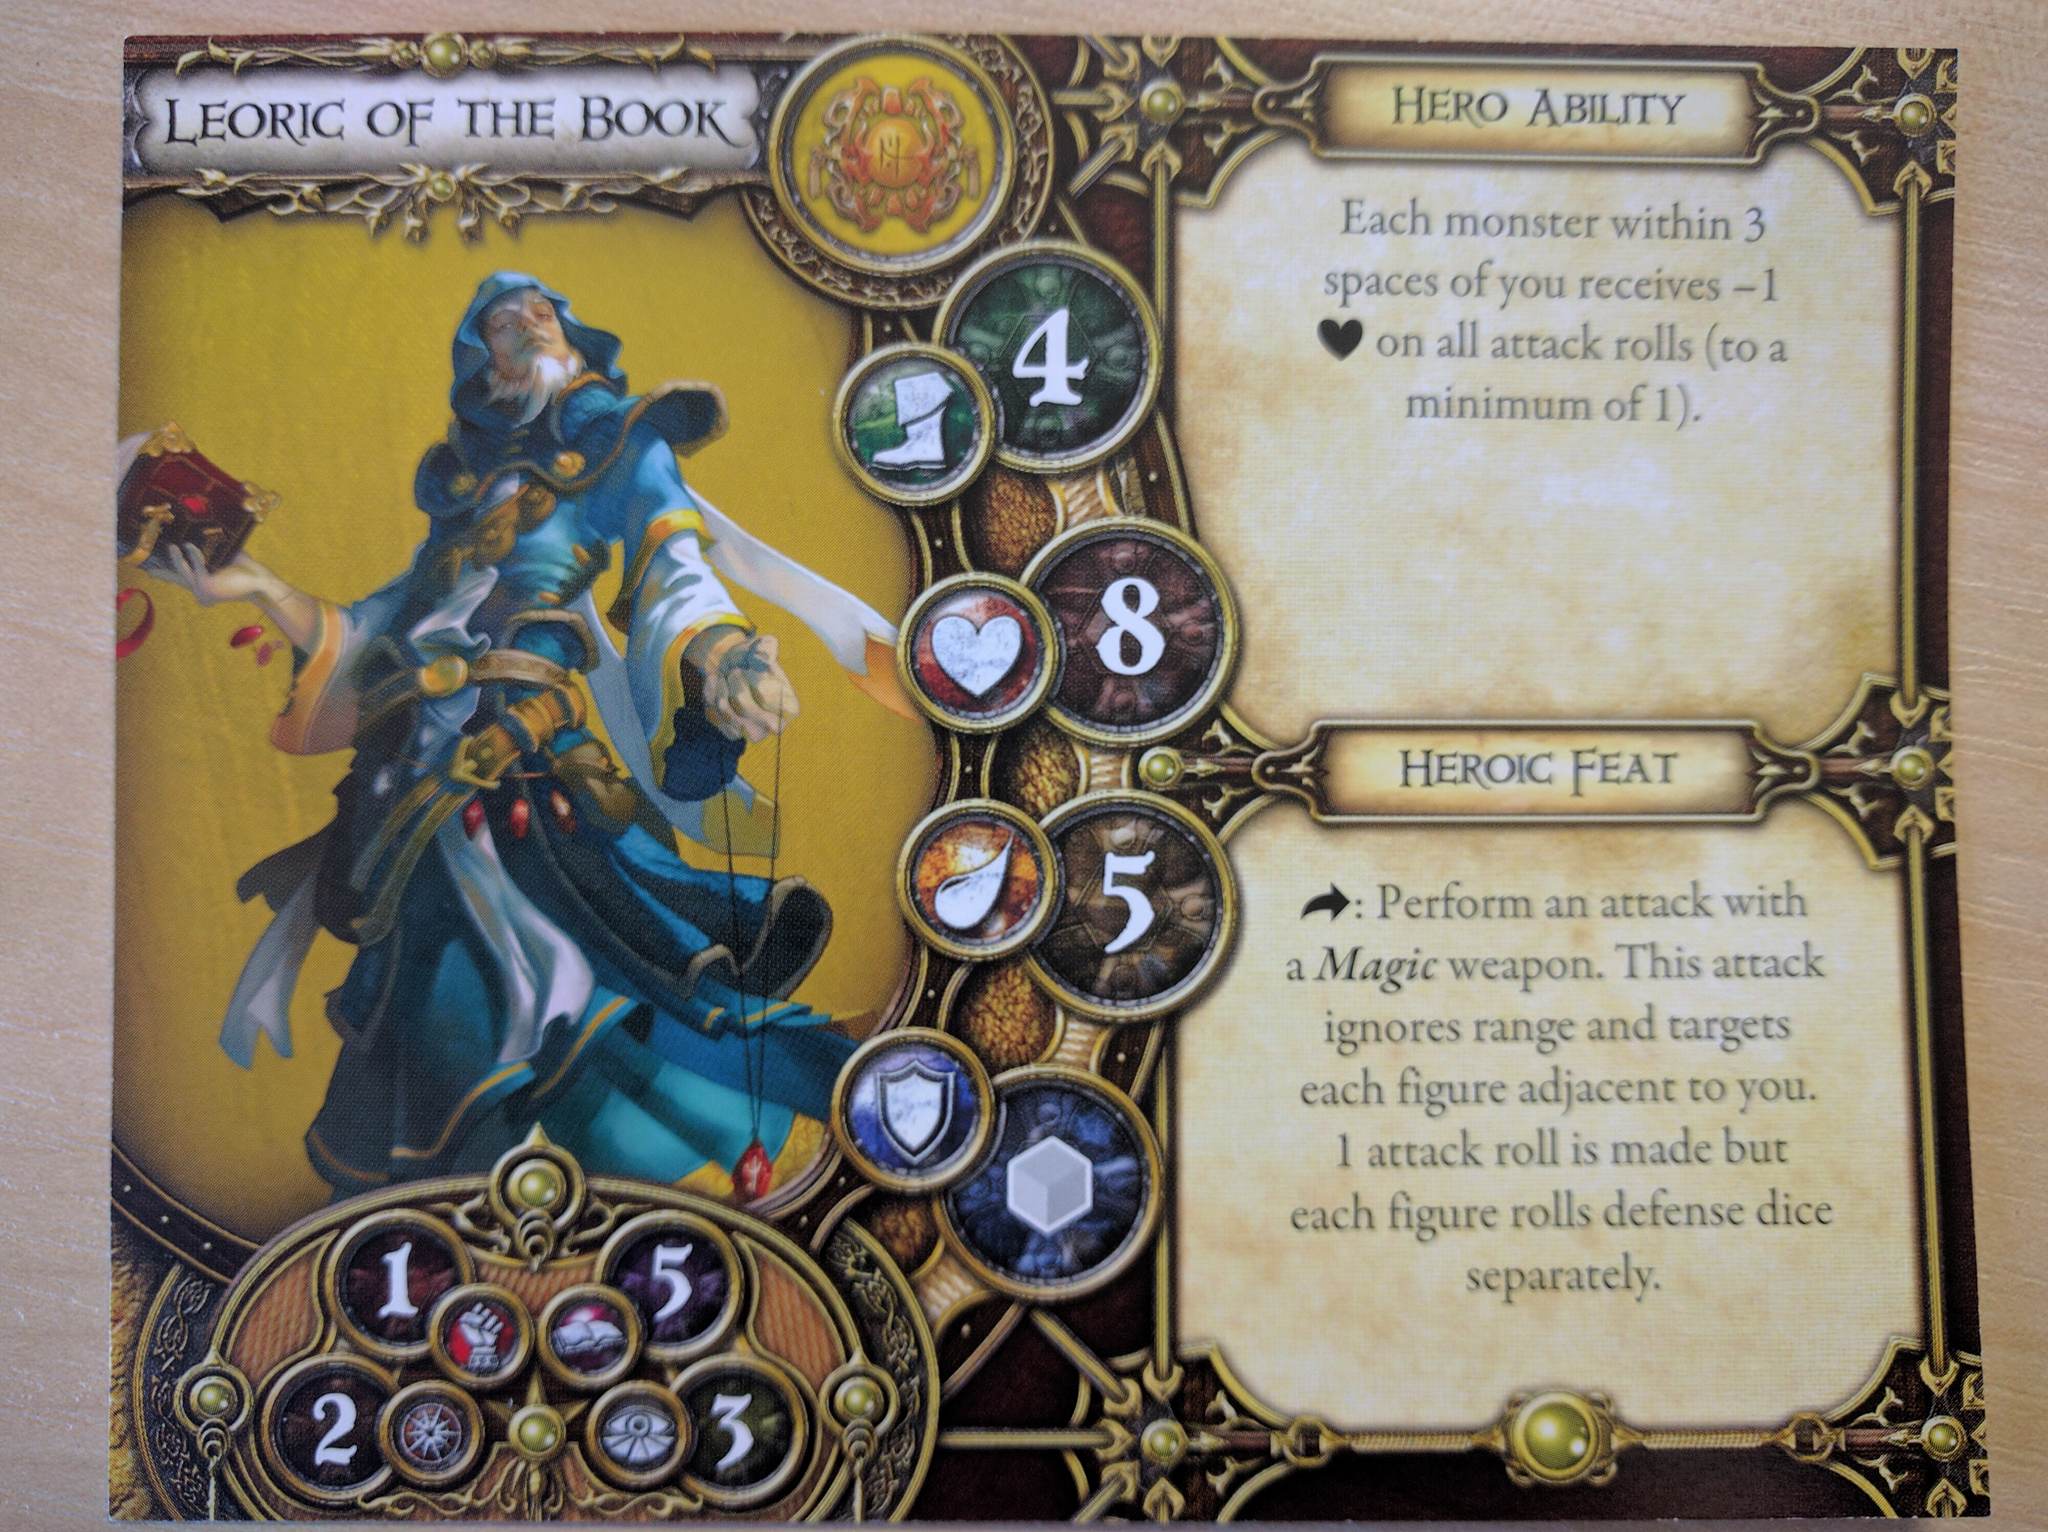 Leoric of the Book
4
8
5
1
5
2
3
Hero Ability
Each monster within 3
spaces of you receives –1
♥ on all attack rolls (to a
minimum of 1).
Heroic Feat
: Perform an attack with
a Magic weapon. This attack
ignores range and targets
each figure adjacent to you.
1 attack roll is made but
each figure rolls defense dice
separately.